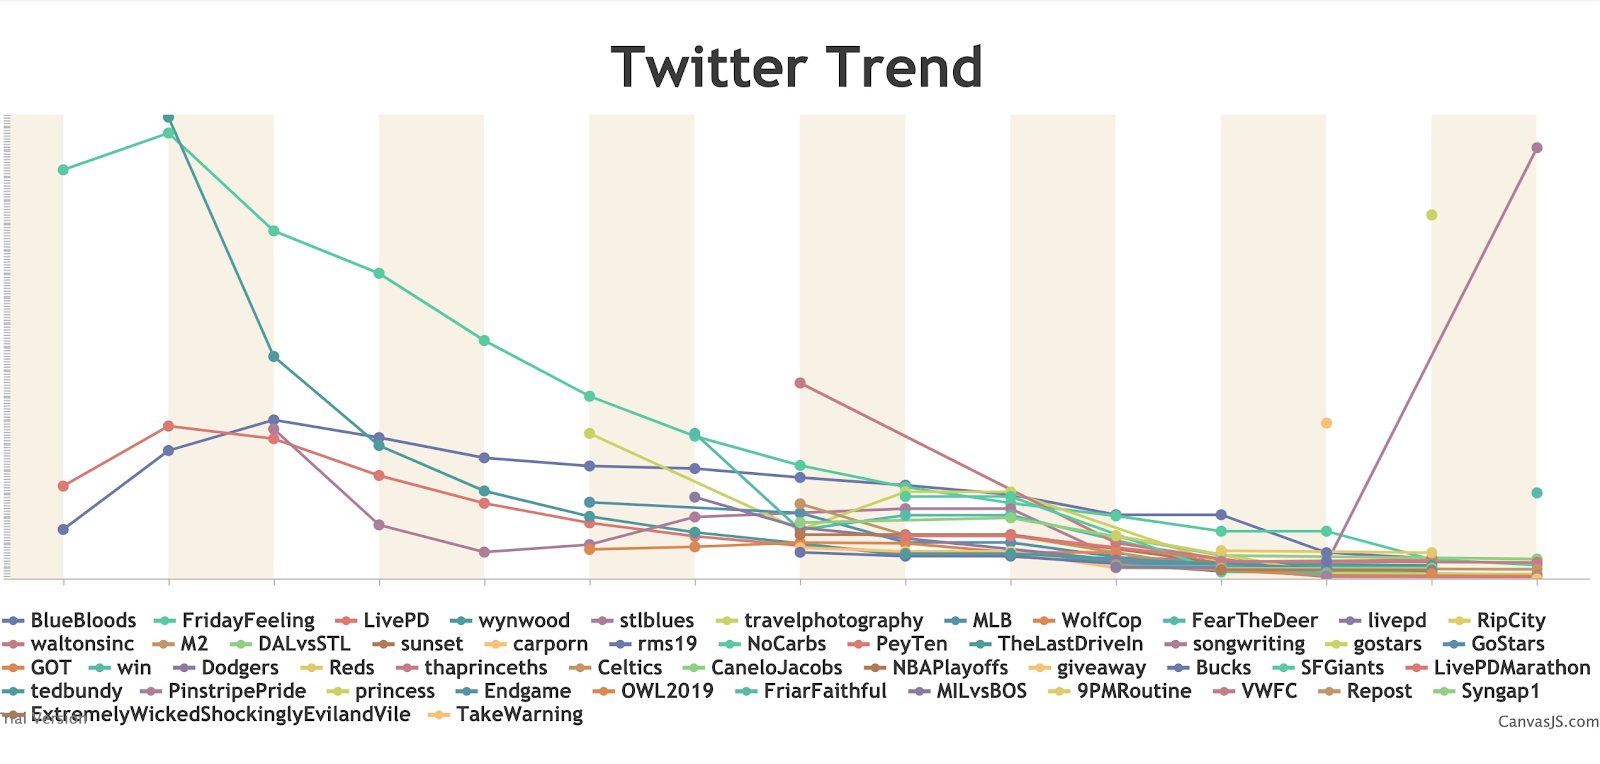 Twitter Trend
BlueBloods FridayFeeling LivePD wynwood stlblues travelphotography MLB WolfCop FearTheDeer livepd RipCity
waltonsinc M2 DALvsSTL sunset carporn rms19 NoCarbs PeyTen TheLastDriveIn songwriting gostars GoStars
GOT win Dodgers Reds thaprinceths Celtics CaneloJacobs NBAPlayoffs giveaway Bucks SFGiants LivePDMarathon
tedbundy PinstripePride princess Endgame OWL2019 FriarFaithful MILvsBOS 9PMRoutine VWFC Repost Syngap1
ExtremelyWickedShockinglyEvilandVile TakeWarning
Version CanvasJS.com